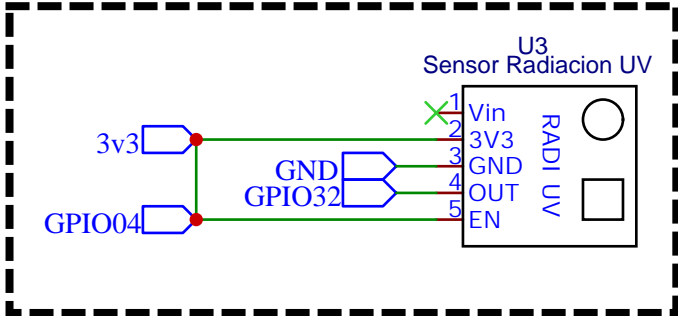 U3
Sensor Radiacion UV
1 Vin
3v3 2 3V3
GND 3 GND
GPIO32 4 OUT
GPIO04 5 EN
RADI UV